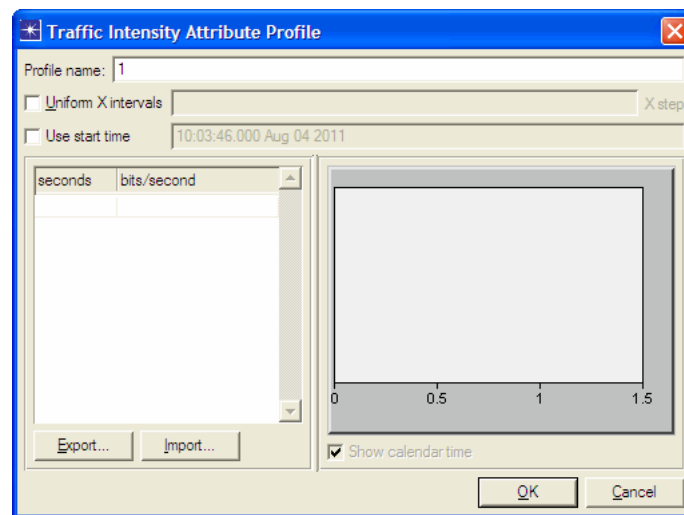 Traffic Intensity Attribute Profile
Profile name: 1
Uniform X intervals X step
Use start time 10:03:46.000 Aug 04 2011
seconds bits/second
0 0.5 1 1.5
Export... Import...
Show calendar time
OK Cancel